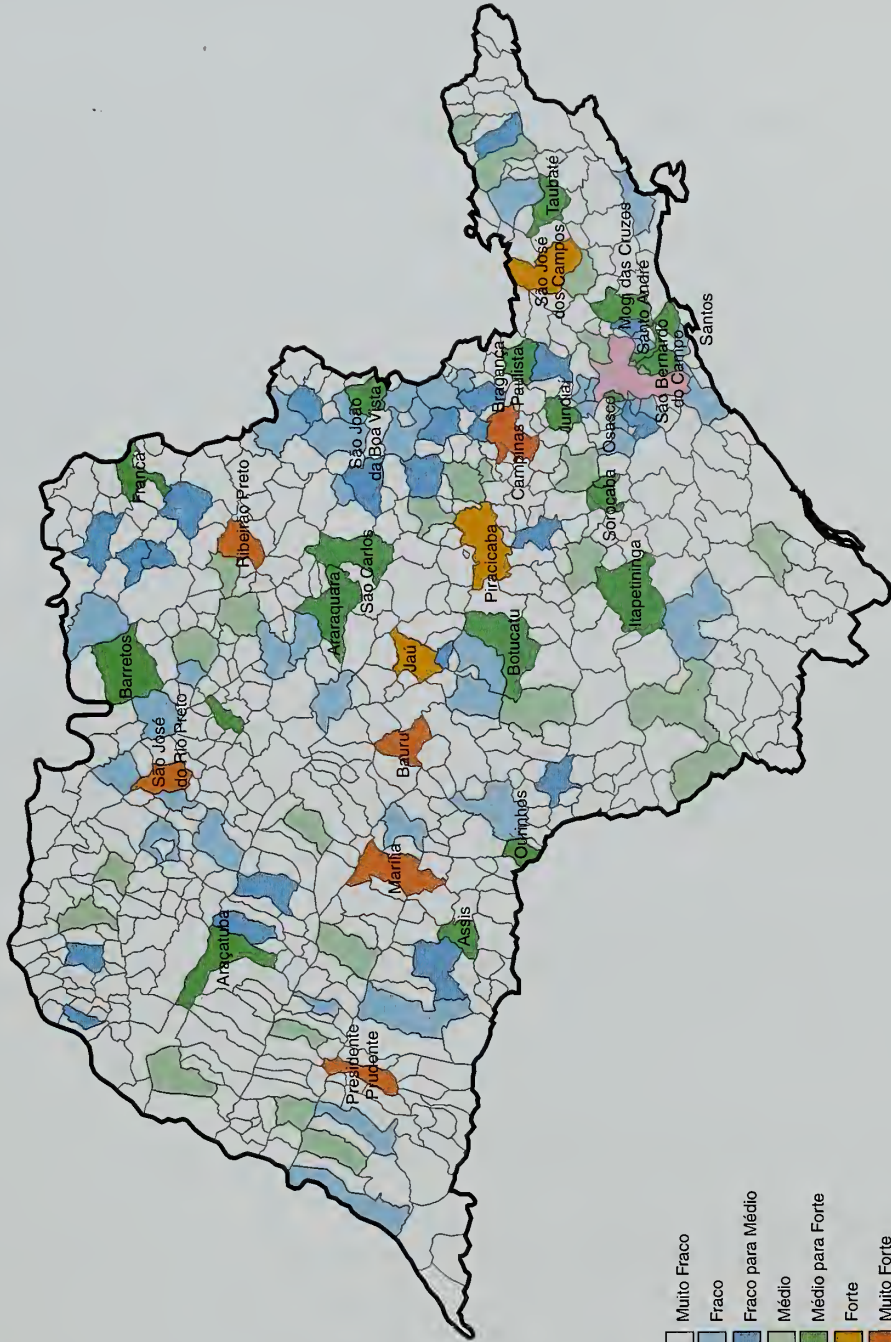 Franca
Barretos
Ribeirão Preto
São José
do Rio Preto
São João
da Boa Vista
Araraquara
São Carlos
Araçatuba
Jaú
Bauru
Marília
Piracicaba
Campinas
Bragança
Paulista
Botucatu
Ourinhos
Assis
Presidente
Prudente
Jundiaí
São José
dos Campos
Taubaté
Mogi das Cruzes
Santo André
São Bernardo
do Campo
Santos
Osasco
Sorocaba
Itapetininga
Muito Fraco
Fraco
Fraco para Médio
Médio
Médio para Forte
Forte
Muito Forte